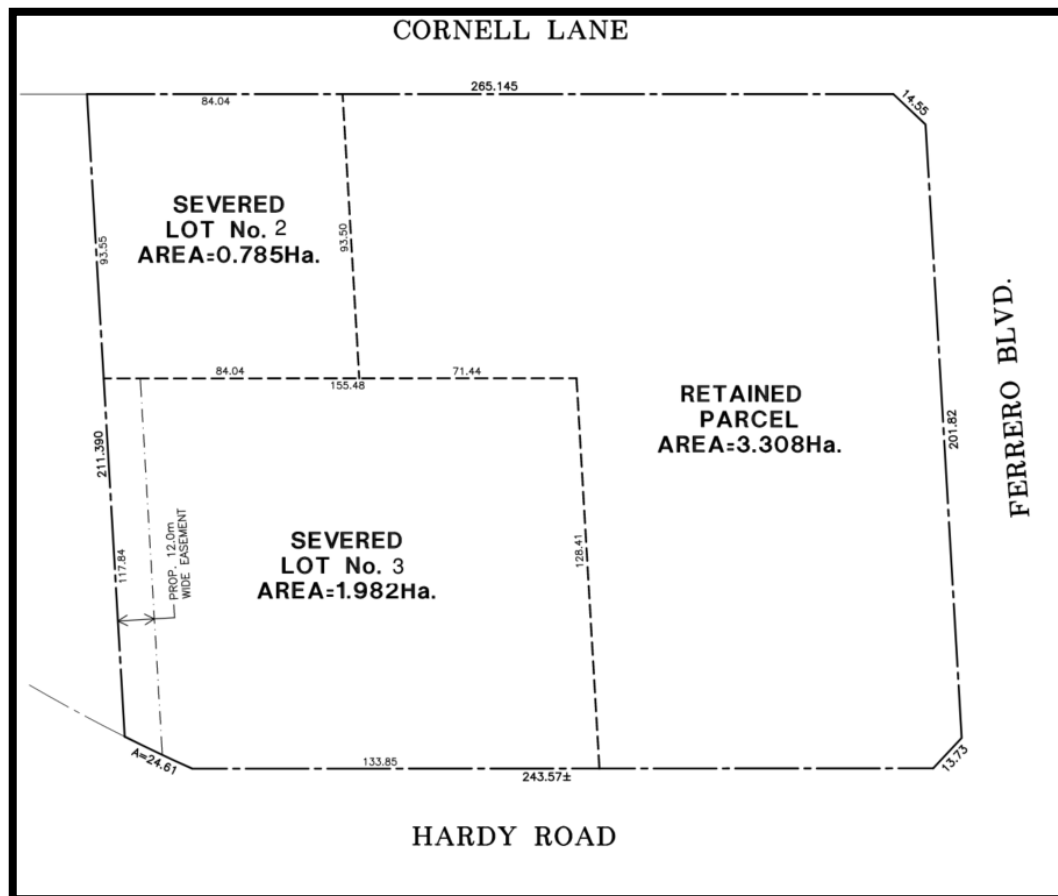 CORNELL LANE
265.145
84.04
14.55
SEVERED
LOT No. 2
AREA=0.785Ha.
93.55
93.50
84.04
71.44
155.48
RETAINED
PARCEL
AREA=3.308Ha.
201.82
FERRERO BLVD.
211.390
117.84
PROP. 12.0m
WIDE EASEMENT
SEVERED
LOT No. 3
AREA=1.982Ha.
128.41
A=24.61
133.85
243.57±
13.73
HARDY ROAD